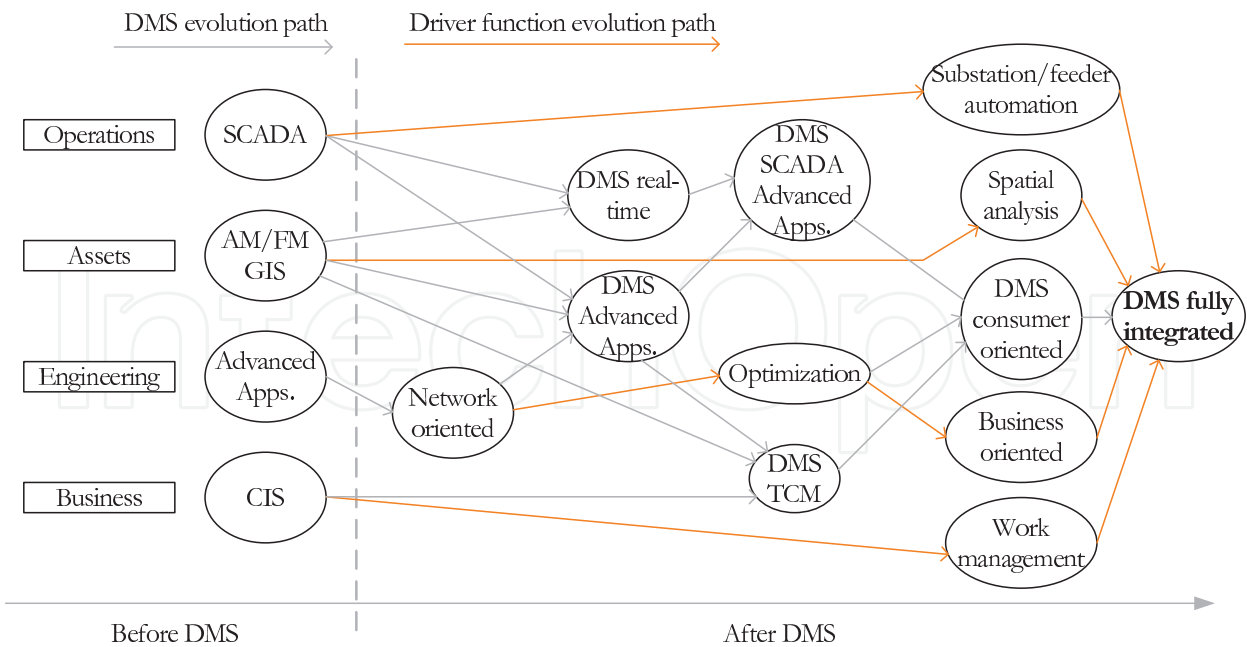 DMS evolution path
Driver function evolution path
Operations
Assets
Engineering
Business
SCADA
AM/FM
GIS
Advanced
Apps.
CIS
Network
oriented
DMS real-
time
DMS
Advanced
Apps.
DMS
SCADA
Advanced
Apps.
Optimization
DMS
TCM
Substation/feeder
automation
Spatial
analysis
DMS
consumer
oriented
Business
oriented
Work
management
DMS fully
integrated
Before DMS
After DMS
IntechOpen